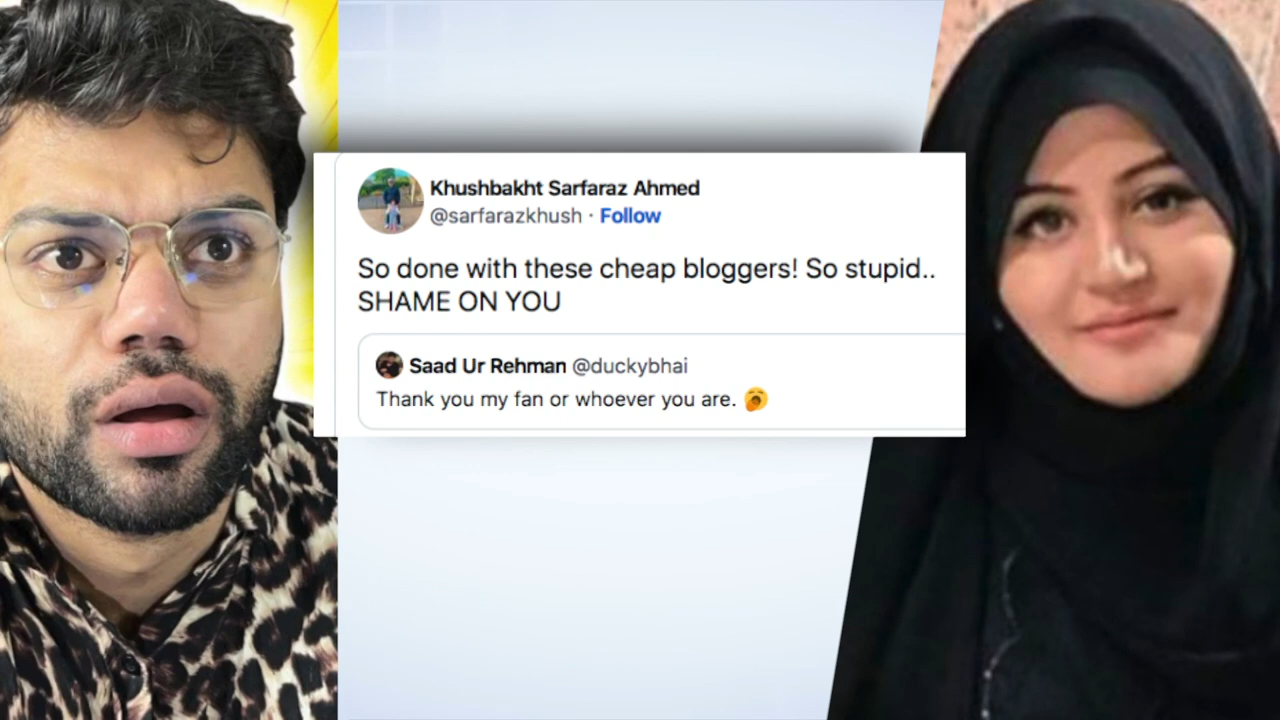 Khushbakht Sarfaraz Ahmed
@sarfarazkhush · Follow
So done with these cheap bloggers! So stupid..
SHAME ON YOU
Saad Ur Rehman @duckybhai
Thank you my fan or whoever you are. 🥱